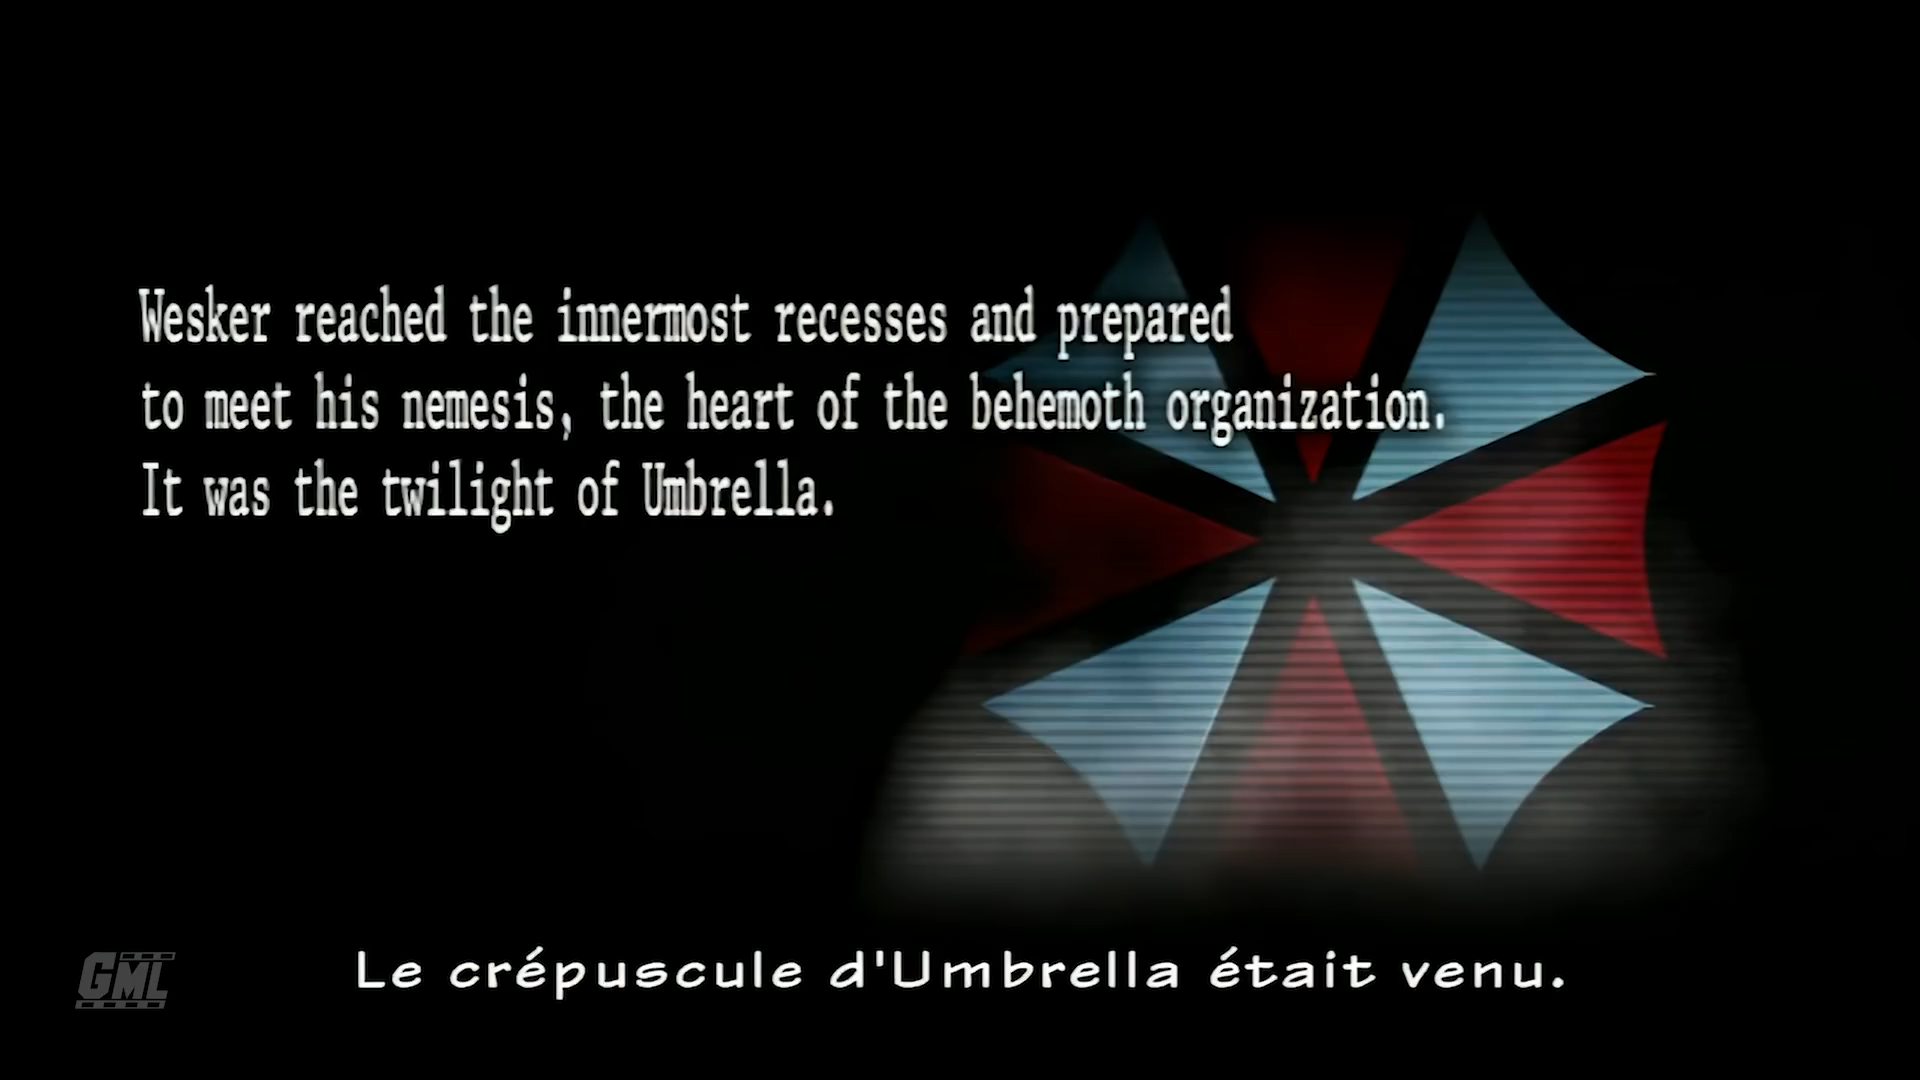 Wesker reached the innermost recesses and prepared
to meet his nemesis, the heart of the behemoth organization.
It was the twilight of Umbrella.
Le crépuscule d'Umbrella était venu.
GML